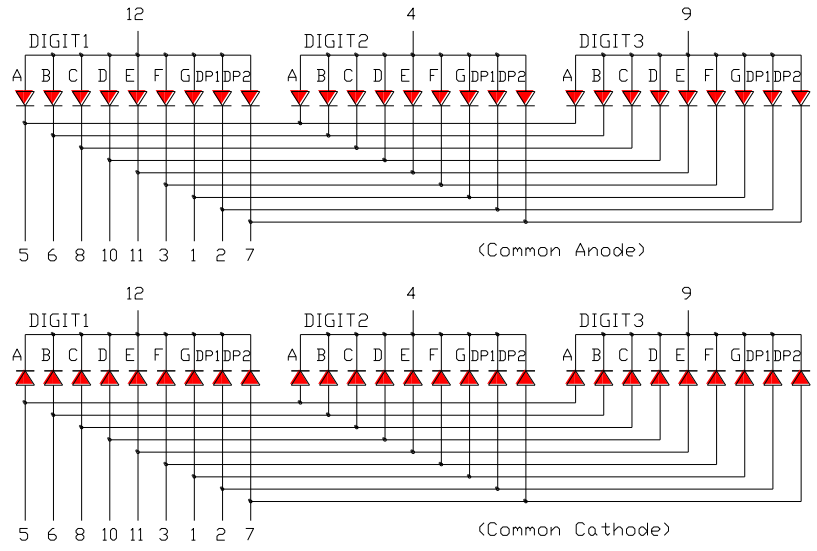 12 4 9
DIGIT1 DIGIT2 DIGIT3
A B C D E F G DP1 DP2 A B C D E F G DP1 DP2 A B C D E F G DP1 DP2
5 6 8 10 11 3 1 2 7 (Common Anode)
12 4 9
DIGIT1 DIGIT2 DIGIT3
A B C D E F G DP1 DP2 A B C D E F G DP1 DP2 A B C D E F G DP1 DP2
5 6 8 10 11 3 1 2 7 (Common Cathode)